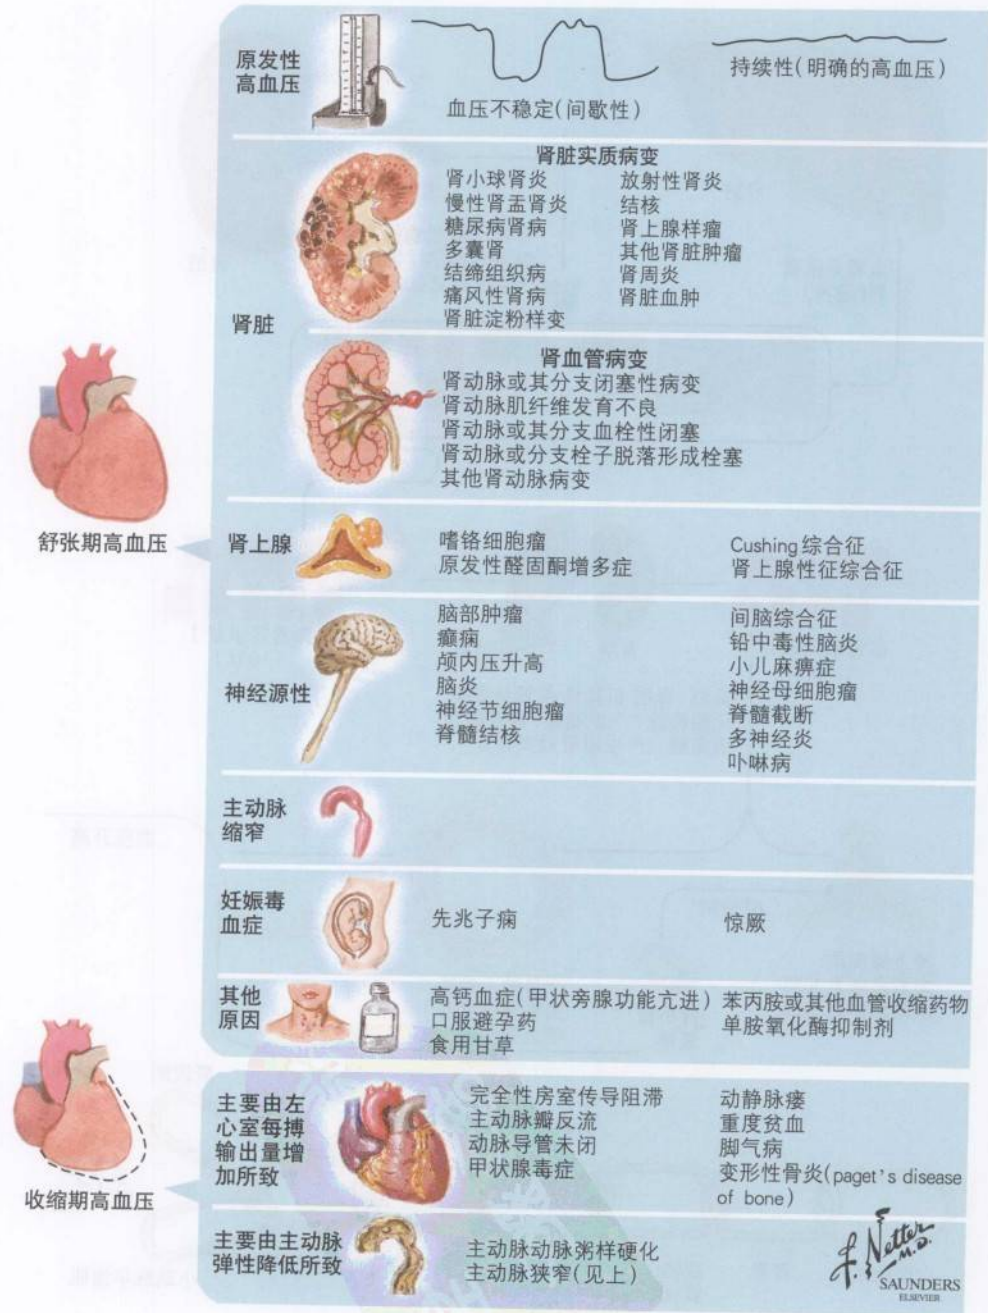 原发性
高血压
血压不稳定(间歇性)
持续性(明确的高血压)
肾脏
肾脏实质病变
肾小球肾炎
慢性肾盂肾炎
糖尿病肾病
多囊肾
结缔组织病
痛风性肾病
肾脏淀粉样变
放射性肾炎
结核
肾上腺样瘤
其他肾脏肿瘤
肾周炎
肾脏血肿
肾血管病变
肾动脉或其分支闭塞性病变
肾动脉肌纤维发育不良
肾动脉或其分支血栓性闭塞
肾动脉或分支栓子脱落形成栓塞
其他肾动脉病变
舒张期高血压
肾上腺
嗜铬细胞瘤
原发性醛固酮增多症
Cushing综合征
肾上腺性征综合征
神经源性
脑部肿瘤
癫痫
颅内压升高
脑炎
神经节细胞瘤
脊髓结核
间脑综合征
铅中毒性脑炎
小儿麻痹症
神经母细胞瘤
脊髓截断
多神经炎
卟啉病
主动脉
缩窄
妊娠毒
血症
先兆子痫
惊厥
其他
原因
高钙血症(甲状旁腺功能亢进)
口服避孕药
食用甘草
苯丙胺或其他血管收缩药物
单胺氧化酶抑制剂
收缩期高血压
主要由左
心室每搏
输出量增
加所致
完全性房室传导阻滞
主动脉瓣反流
动脉导管未闭
甲状腺毒症
动静脉瘘
重度贫血
脚气病
变形性骨炎(paget's disease
of bone)
主要由主动脉
弹性降低所致
主动脉动脉粥样硬化
主动脉狭窄(见上)
F. Netter
M.D.
SAUNDERS
ELSEVIER